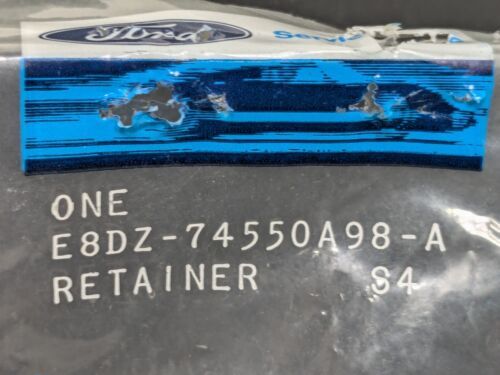 Ford
ONE
E8DZ-74550A98-A
RETAINER S4